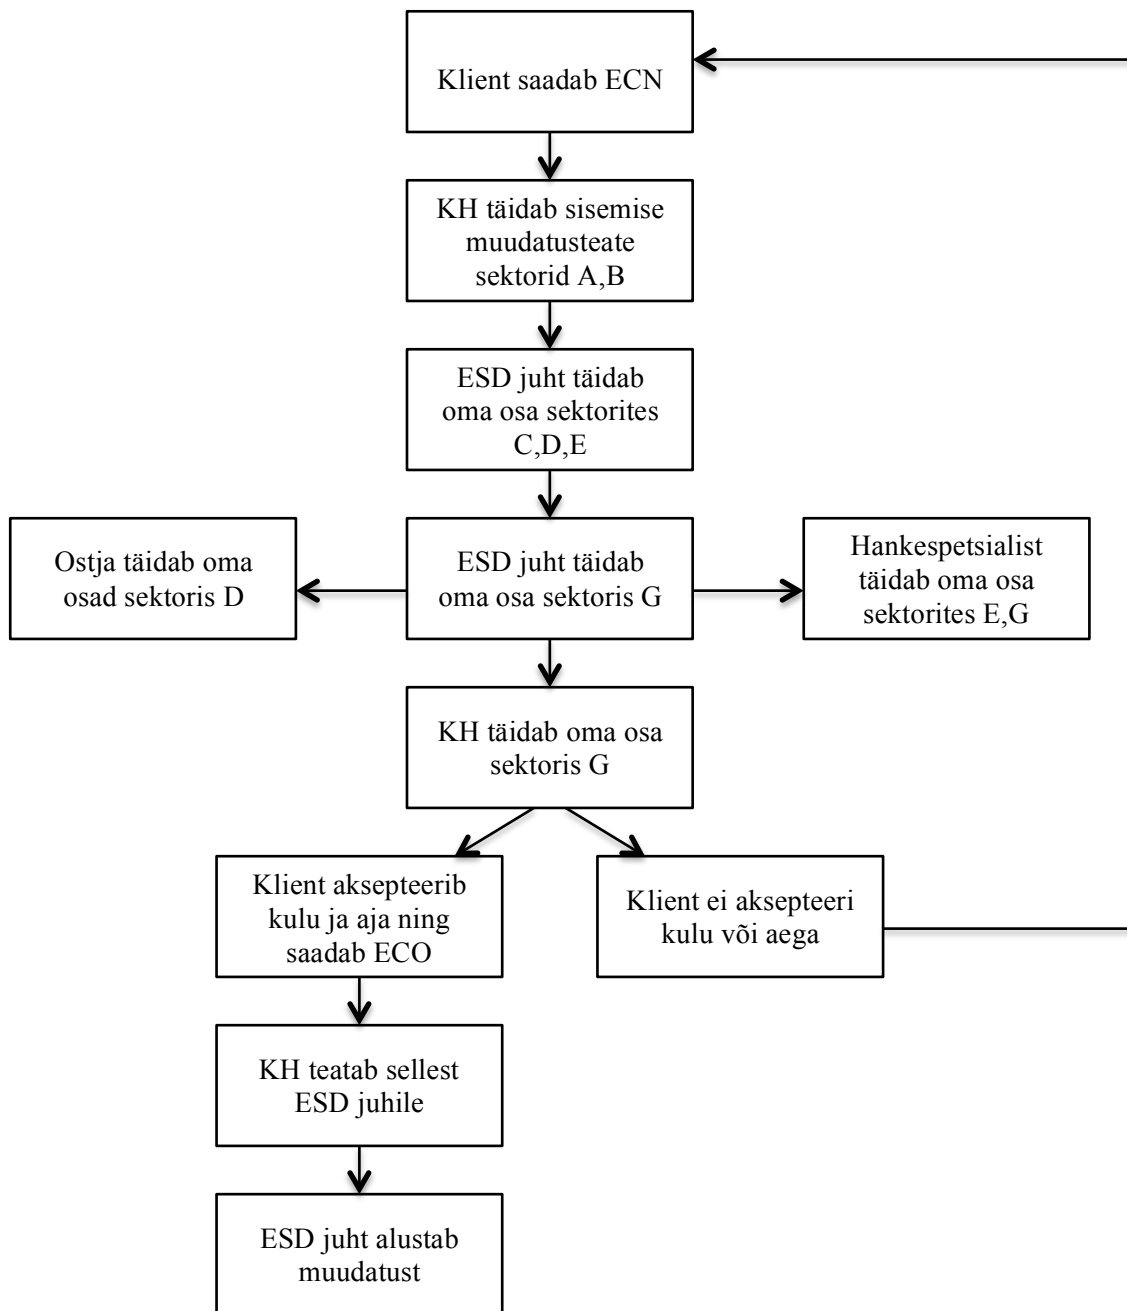 Klient saadab ECN
KH täidab sisemise
muudatusteate
sektorid A,B
ESD juht täidab
oma osa sektorites
C,D,E
Ostja täidab oma
osad sektoris D
ESD juht täidab
oma osa sektoris G
Hankespetsialist
täidab oma osa
sektorites E,G
KH täidab oma osa
sektoris G
Klient aksepteerib
kulu ja aja ning
saadab ECO
Klient ei aksepteeri
kulu või aega
KH teatab sellest
ESD juhile
ESD juht alustab
muudatust